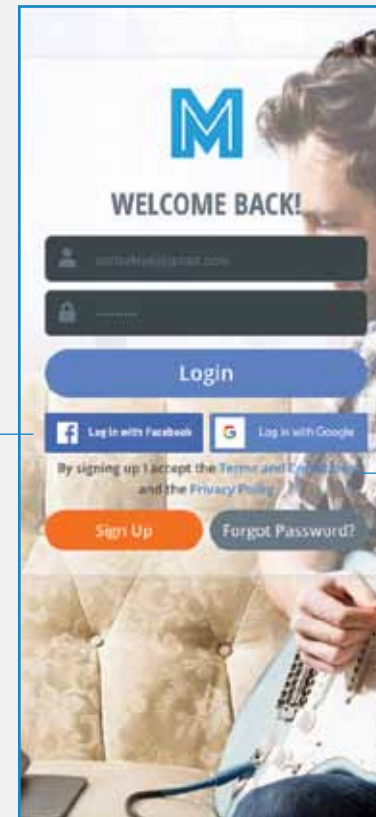 M
WELCOME BACK!
Login
Log in with Facebook
G Log in with Google
By signing up I accept the Terms and Conditions
and the Privacy Policy
Sign Up
Forgot Password?